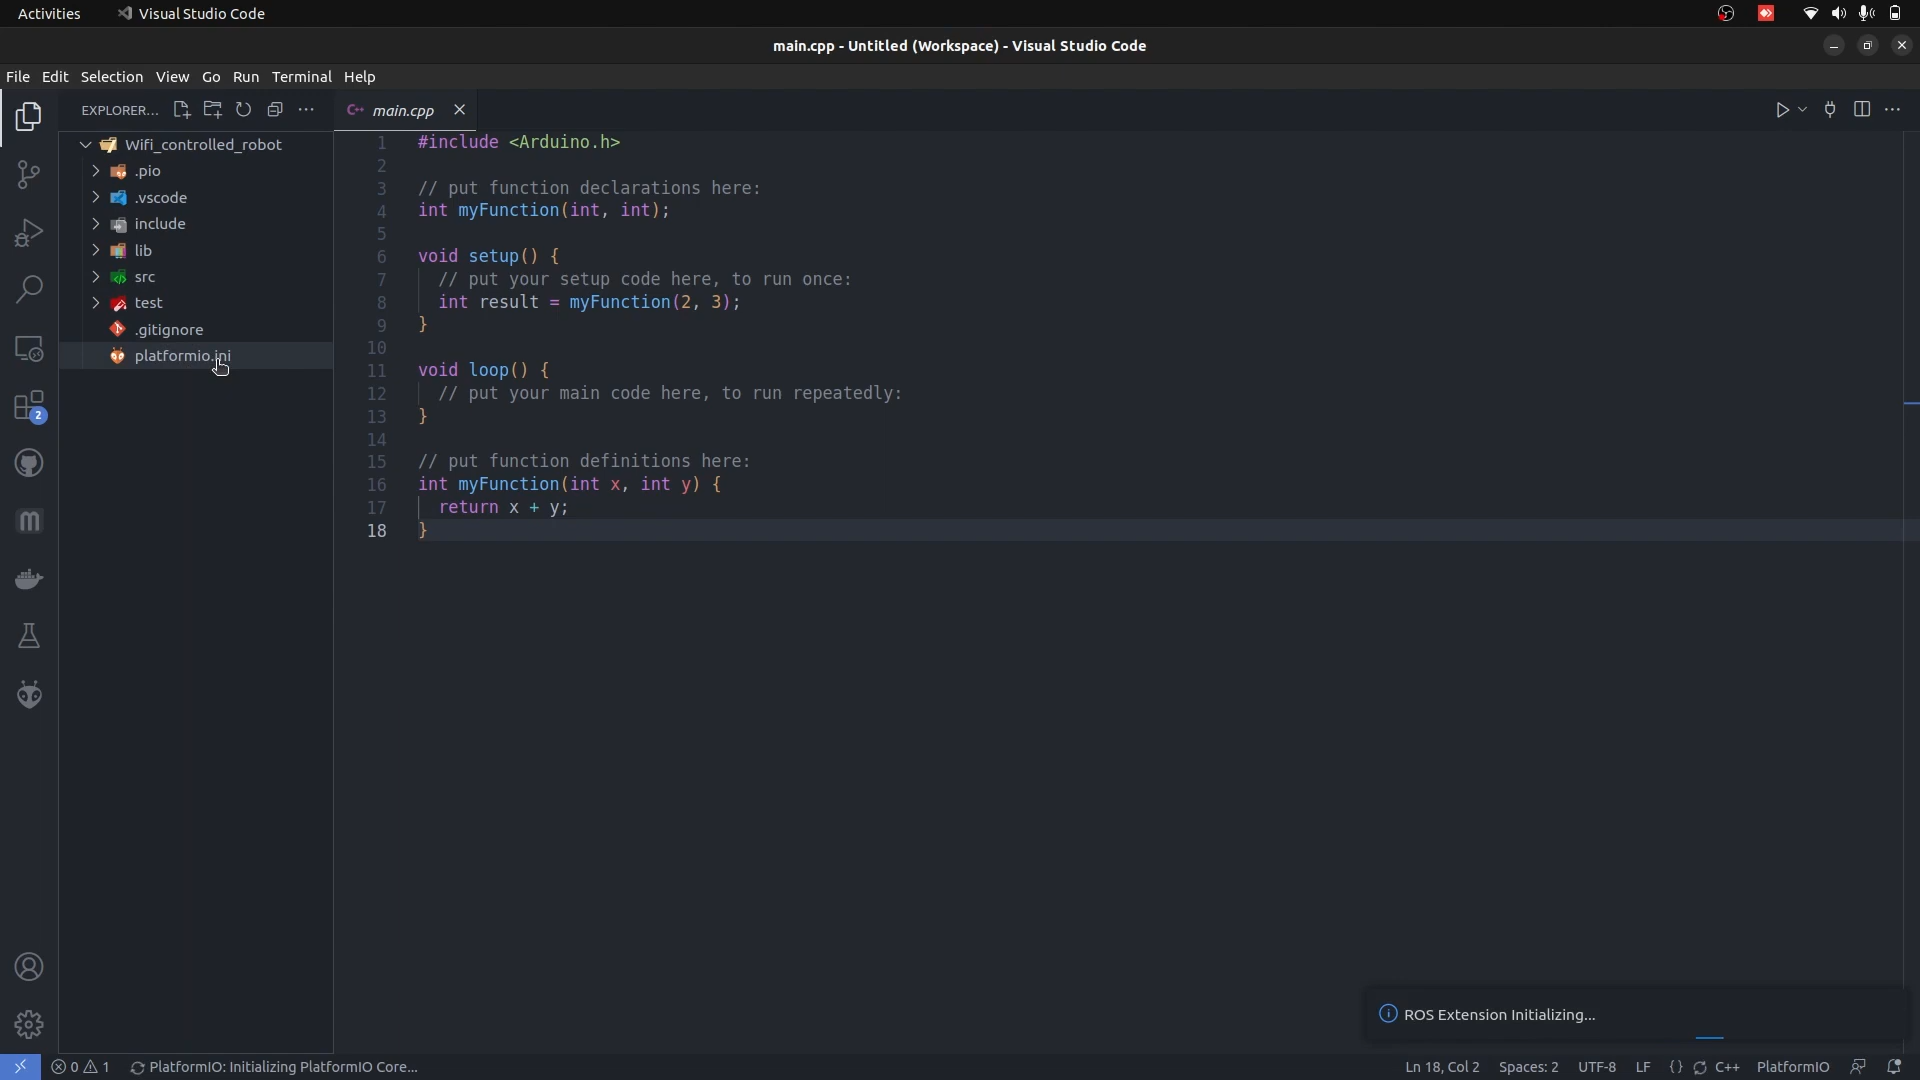 Activities Visual Studio Code
main.cpp - Untitled (Workspace) - Visual Studio Code
File Edit Selection View Go Run Terminal Help
EXPLORER...
main.cpp
Wifi_controlled_robot
.pio
.vscode
include
lib
src
test
.gitignore
platformio.ini
1 #include <Arduino.h>
2
3 // put function declarations here:
4 int myFunction(int, int);
5
6 void setup() {
7 // put your setup code here, to run once:
8 int result = myFunction(2, 3);
9 }
10
11 void loop() {
12 // put your main code here, to run repeatedly:
13 }
14
15 // put function definitions here:
16 int myFunction(int x, int y) {
17 return x + y;
18 }
2
ROS Extension Initializing...
0 1 PlatformIO: Initializing PlatformIO Core... Ln 18, Col 2 Spaces: 2 UTF-8 LF {} C++ PlatformIO